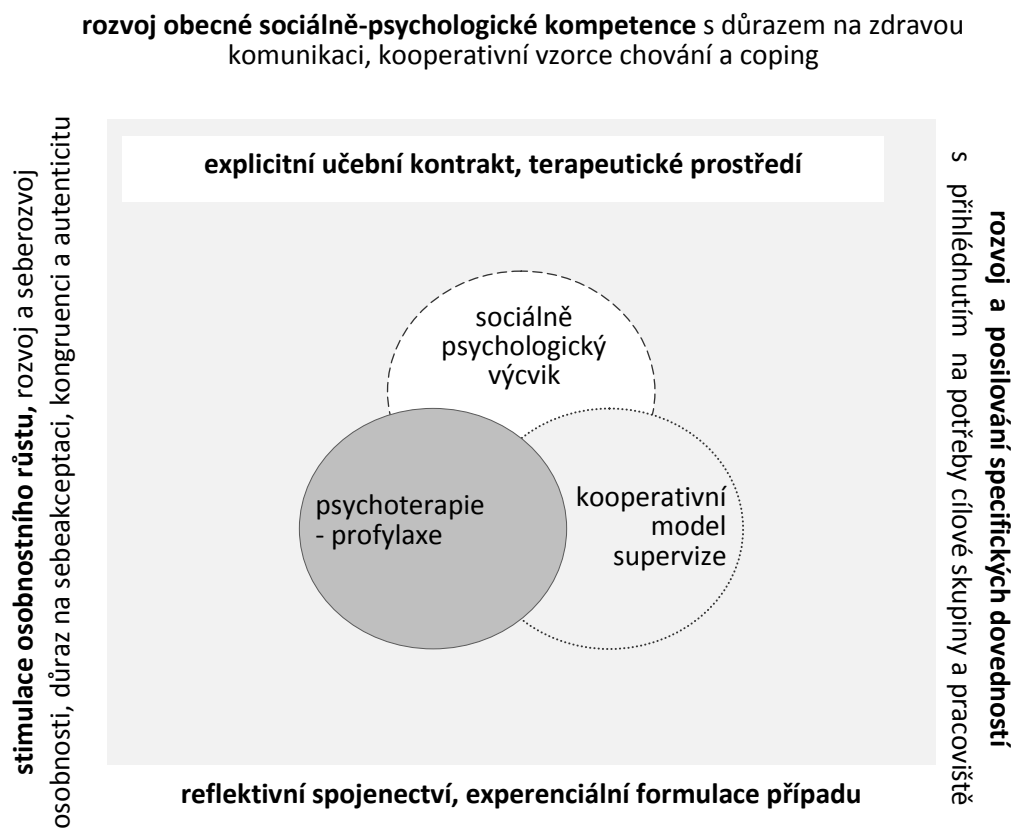 rozvoj obecné sociálně-psychologické kompetence s důrazem na zdravou
komunikaci, kooperativní vzorce chování a coping
explicitní učební kontrakt, terapeutické prostředí
stimulace osobnostního růstu, rozvoj a seberozvoj
osobnosti, důraz na sebeakceptaci, kongruenci a autenticitu
sociálně
psychologický
výcvik
psychoterapie
- profylaxe
kooperativní
model
supervize
rozvoj a posilování specifických dovedností
s přihlédnutím na potřeby cílové skupiny a pracoviště
reflektivní spojenectví, experenciální formulace případu